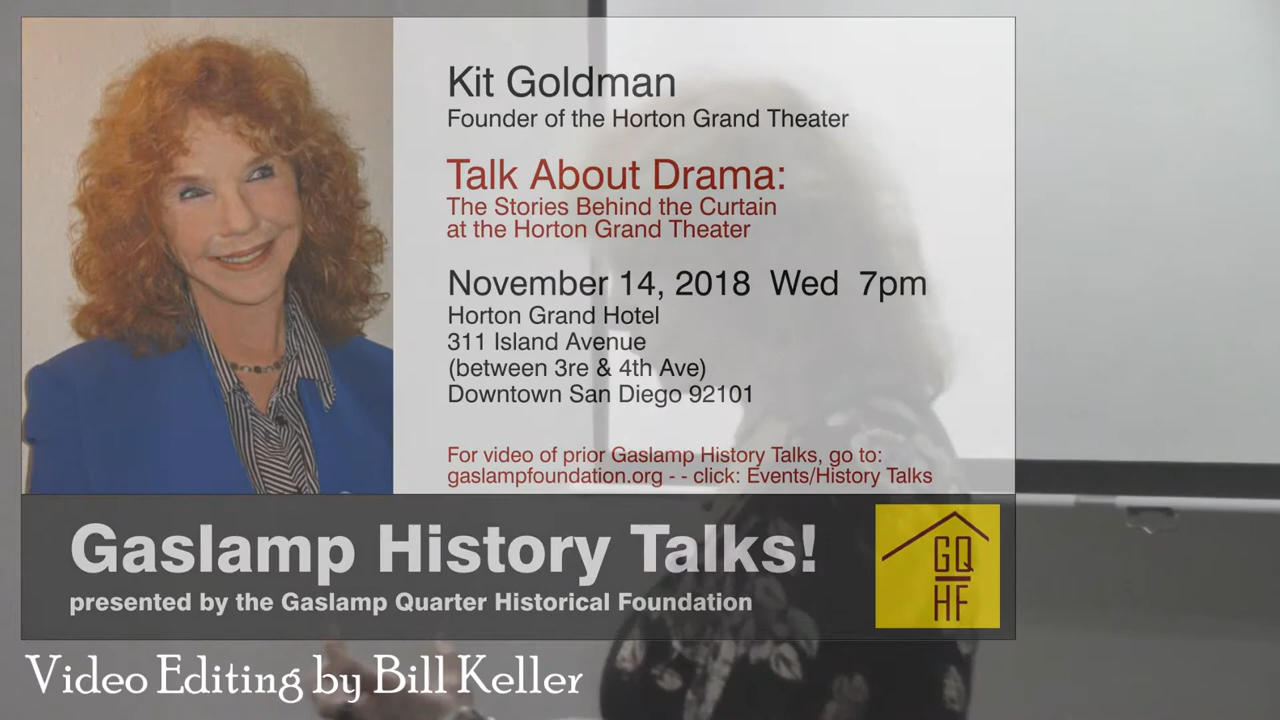 Kit Goldman
Founder of the Horton Grand Theater
Talk About Drama:
The Stories Behind the Curtain
at the Horton Grand Theater
November 14, 2018 Wed 7pm
Horton Grand Hotel
311 Island Avenue
(between 3re & 4th Ave)
Downtown San Diego 92101
For video of prior Gaslamp History Talks, go to:
gaslampfoundation.org - - click: Events/History Talks
Gaslamp History Talks!
presented by the Gaslamp Quarter Historical Foundation
GQ
HF
Video Editing by Bill Keller